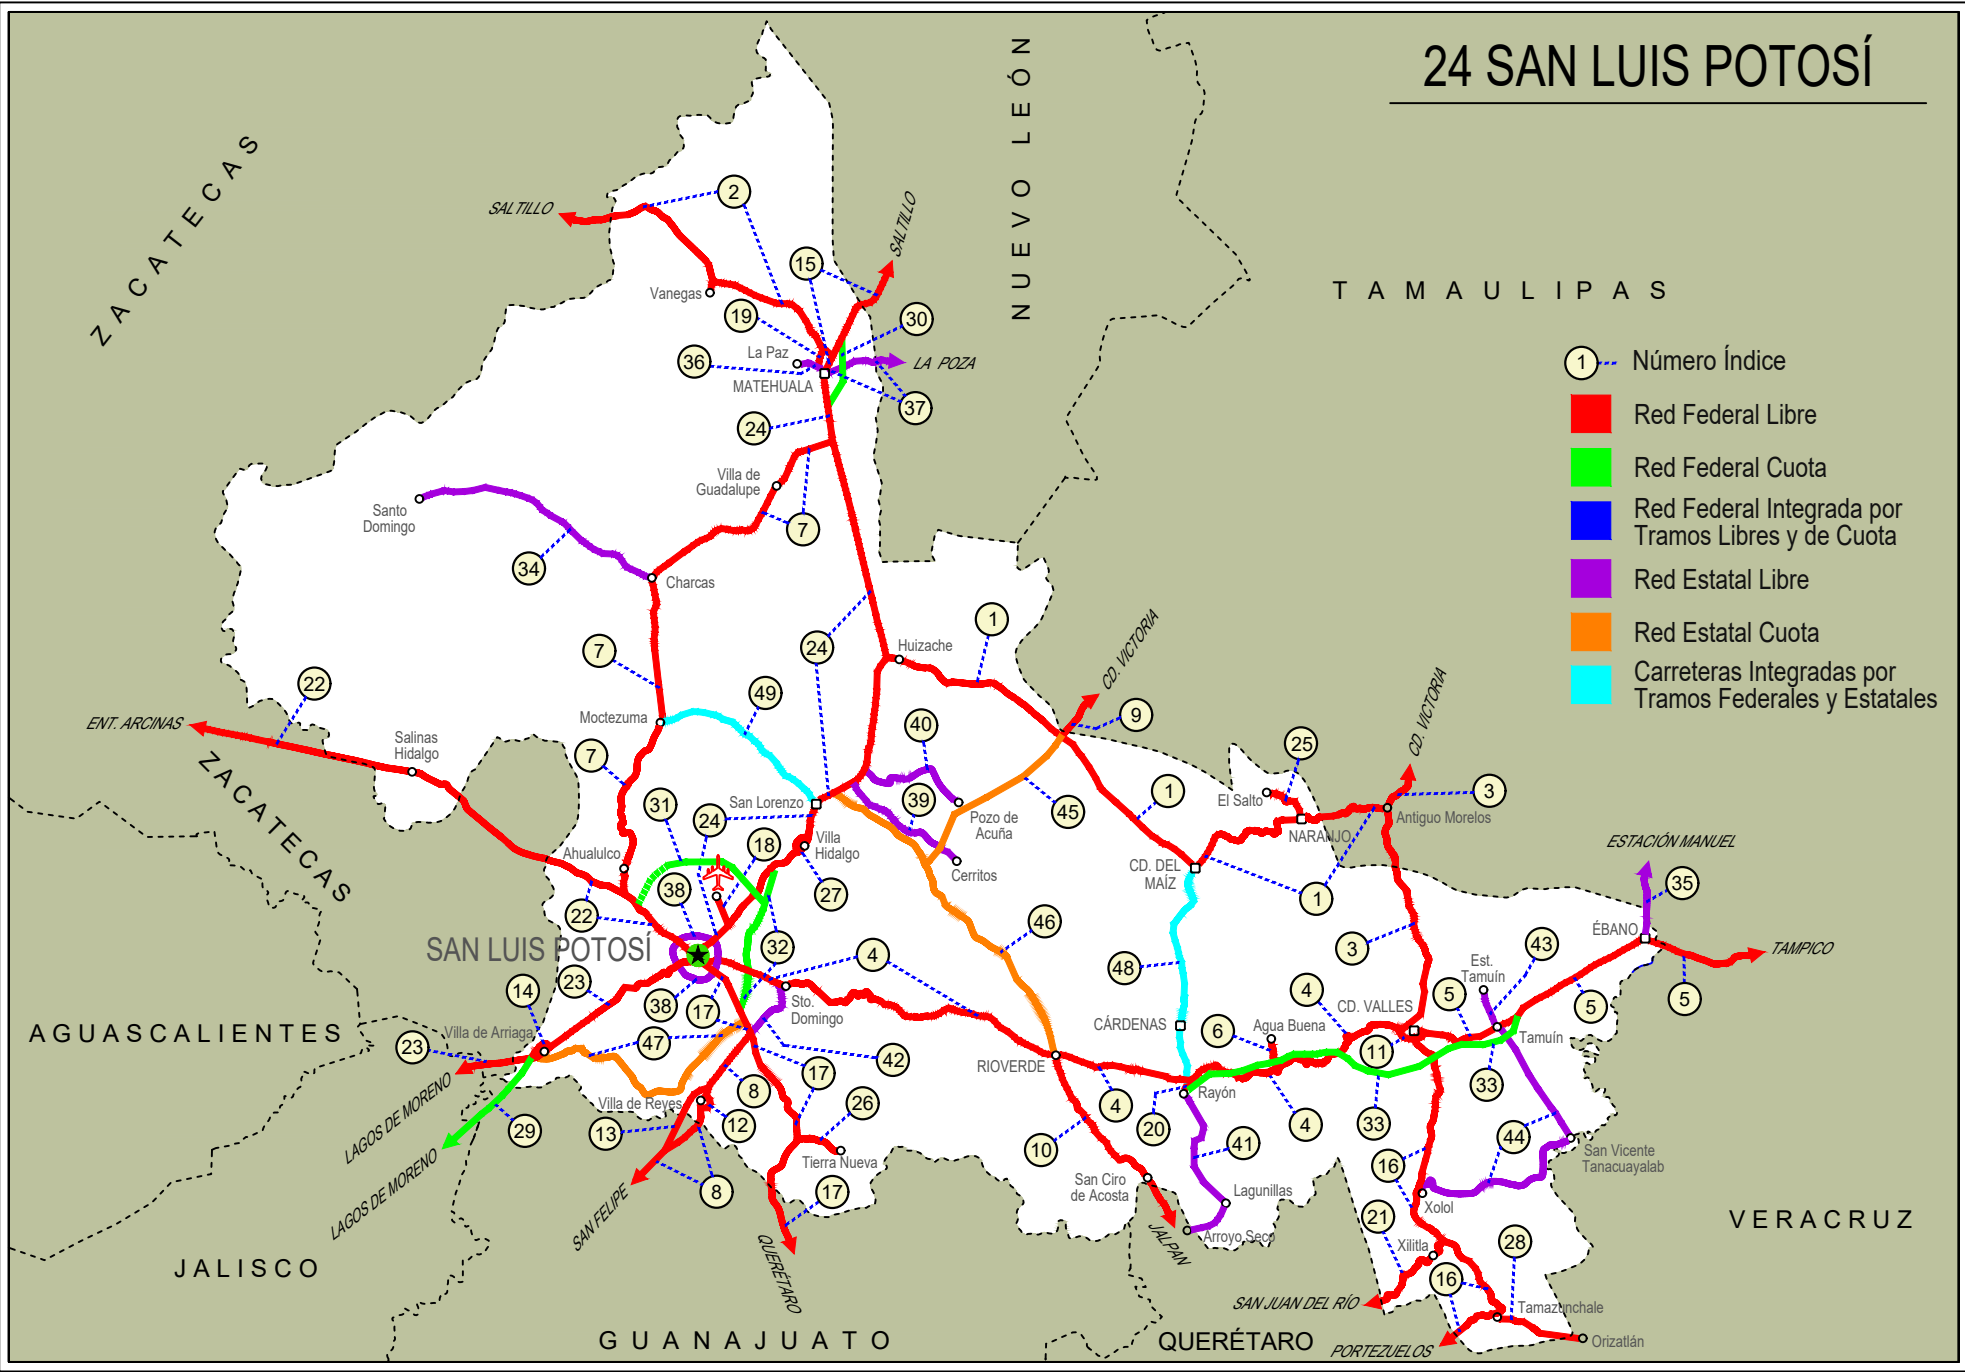 24 SAN LUIS POTOSÍ
ZACATECAS
NUEVO LEÓN
TAMAULIPAS
1
Número Índice
Red Federal Libre
Red Federal Cuota
Red Federal Integrada por
Tramos Libres y de Cuota
Red Estatal Libre
Red Estatal Cuota
Carreteras Integradas por
Tramos Federales y Estatales
SALTILLO
2
SALTILLO
15
Vanegas
19
30
La Paz
36
LA POZA
MATEHUALA
37
24
Villa de
Guadalupe
Santo
Domingo
7
34
Charcas
1
24
Huizache
7
CD. VICTORIA
22
49
ENT. ARCINAS
Moctezuma
9
CD. VICTORIA
Salinas
Hidalgo
40
25
7
ZACATECAS
31
San Lorenzo
39
45
1
El Salto
3
24
Pozo de
Acuña
Antiguo Morelos
NARANJO
18
Villa
Hidalgo
Ahualulco
Cerritos
CD. DEL
MAÍZ
ESTACIÓN MANUEL
38
27
1
35
22
46
ÉBANO
SAN LUIS POTOSÍ
32
4
3
43
TAMPICO
Est.
Tamuín
48
23
14
38
17
Sto.
Domingo
4
5
5
5
CD. VALLES
AGUASCALIENTES
Villa de Arriaga
CÁRDENAS
6
Agua Buena
Tamuín
23
47
42
11
RIOVERDE
17
33
LAGOS DE MORENO
8
Villa de Reyes
26
4
Rayón
29
13
12
20
4
33
44
10
41
San Vicente
Tanacuayalab
LAGOS DE MORENO
Tierra Nueva
16
8
17
San Ciro
de Acosta
Lagunillas
Xolol
SAN FELIPE
21
VERACRUZ
JALPAN
Arroyo Seco
Xilitla
28
JALISCO
QUERÉTARO
16
SAN JUAN DEL RÍO
Tamazunchale
GUANAJUATO
QUERÉTARO
PORTEZUELOS
Orizatlán